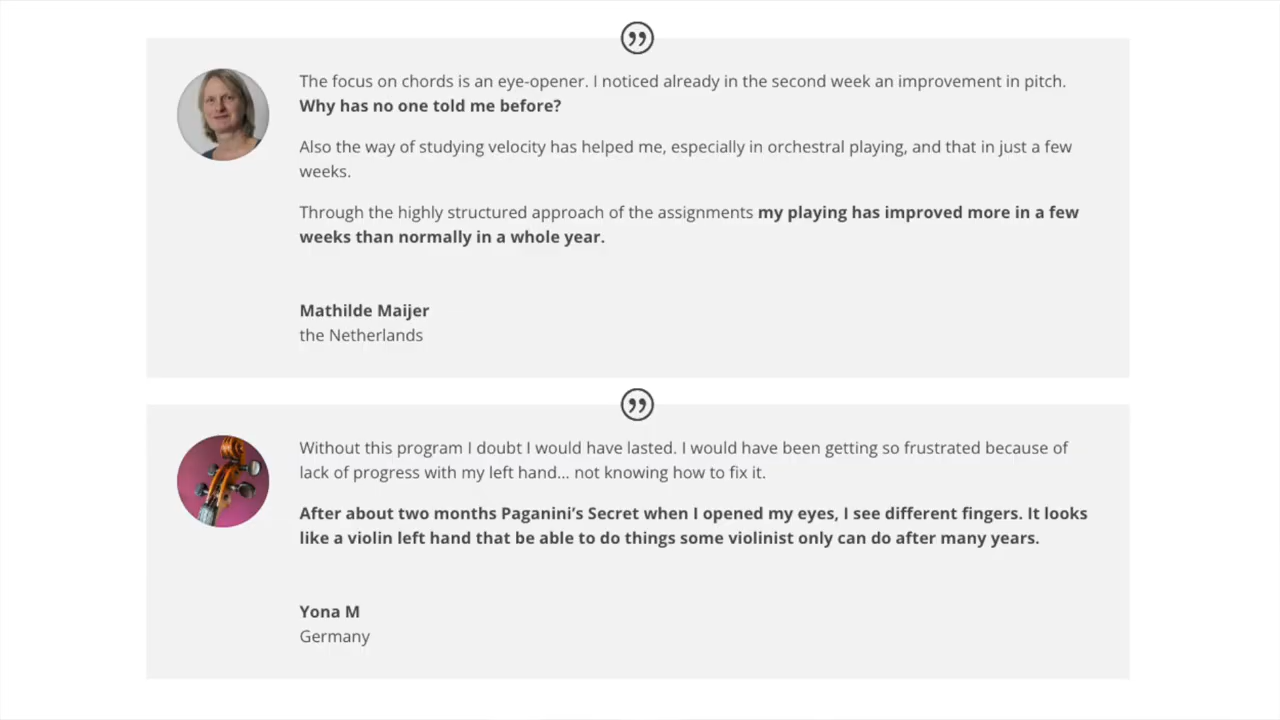 The focus on chords is an eye-opener. I noticed already in the second week an improvement in pitch.
Why has no one told me before?
Also the way of studying velocity has helped me, especially in orchestral playing, and that in just a few
weeks.
Through the highly structured approach of the assignments my playing has improved more in a few
weeks than normally in a whole year.
Mathilde Maijer
the Netherlands
Without this program I doubt I would have lasted. I would have been getting so frustrated because of
lack of progress with my left hand... not knowing how to fix it.
After about two months Paganini's Secret when I opened my eyes, I see different fingers. It looks
like a violin left hand that be able to do things some violinist only can do after many years.
Yona M
Germany